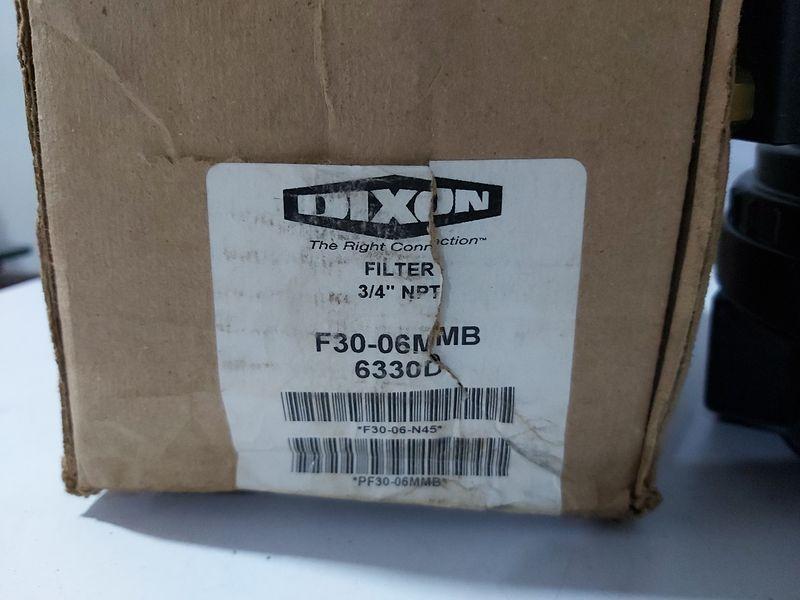 DIXON
The Right Connection™
FILTER
3/4" NPT
F30-06MMB
6330D
*F30-06-N45*
*PF30-06MMB*